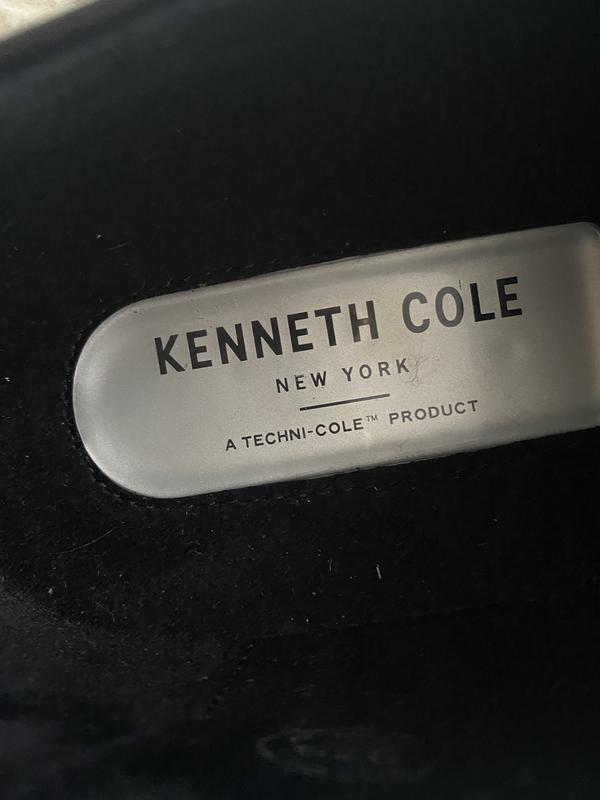 KENNETH COLE
NEW YORK
A TECHNI-COLE™ PRODUCT